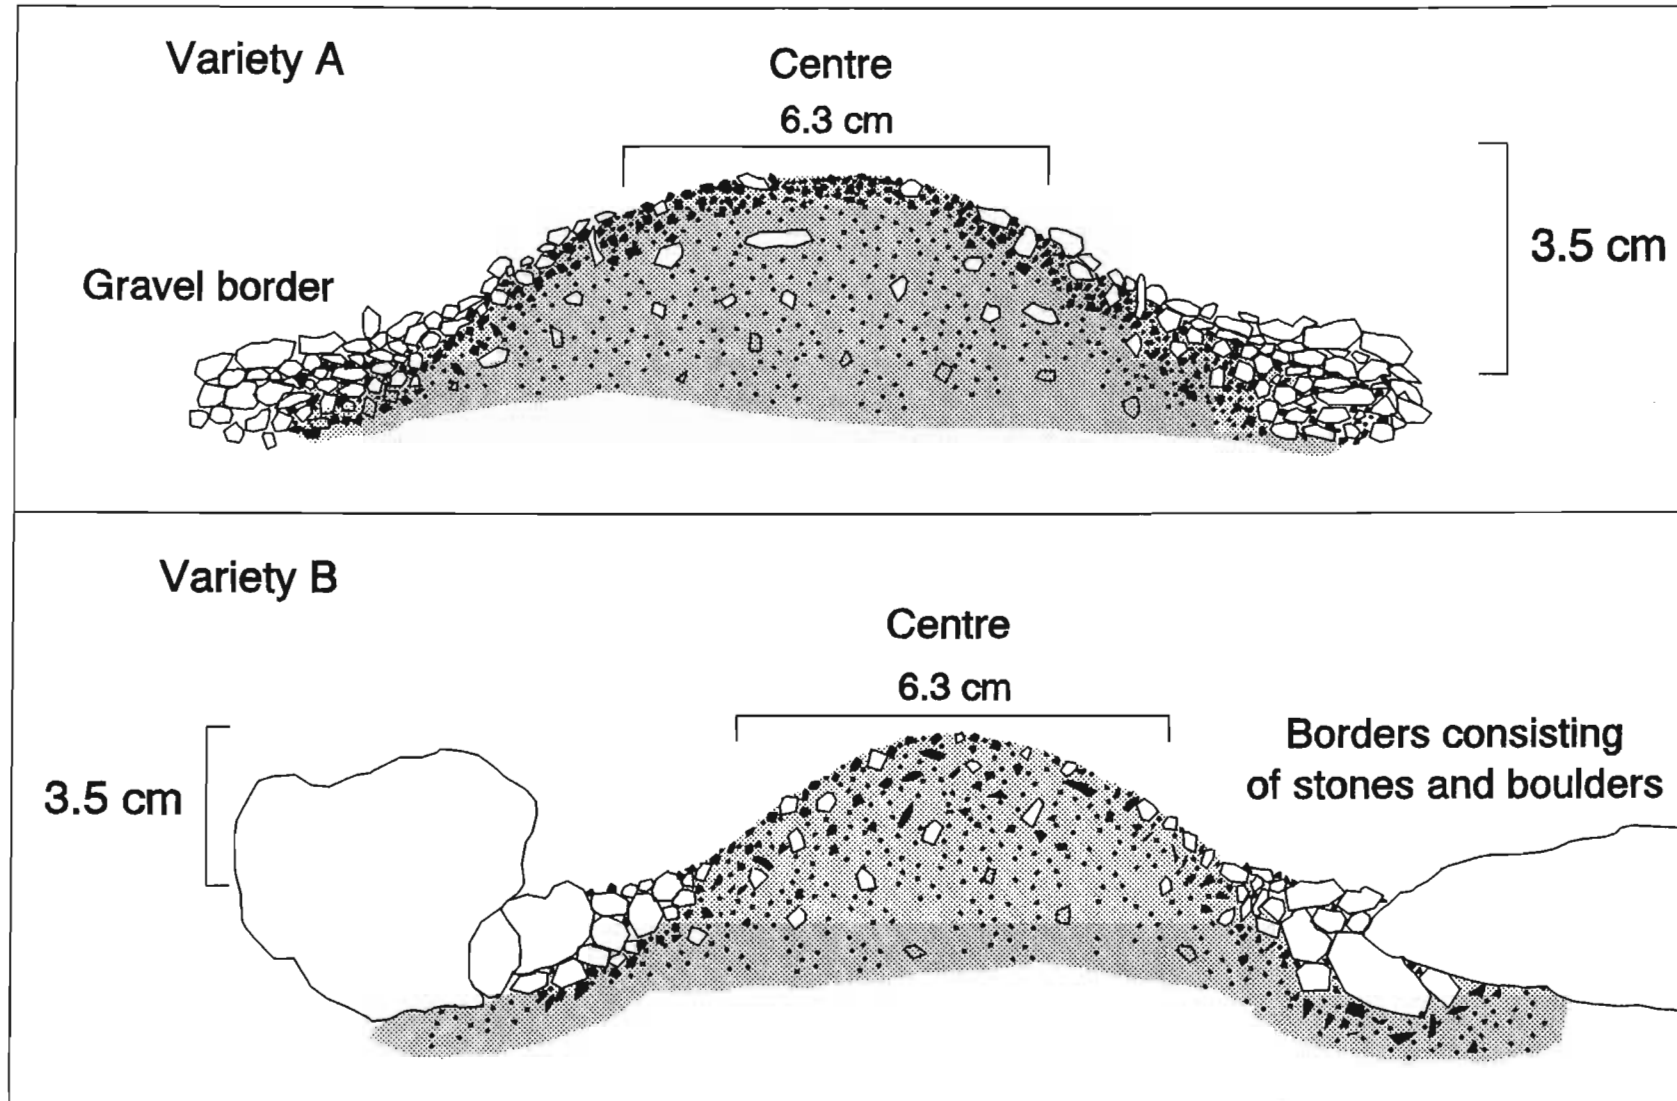 Variety A
Centre
6.3 cm
3.5 cm
Gravel border
Variety B
Centre
6.3 cm
Borders consisting
of stones and boulders
3.5 cm